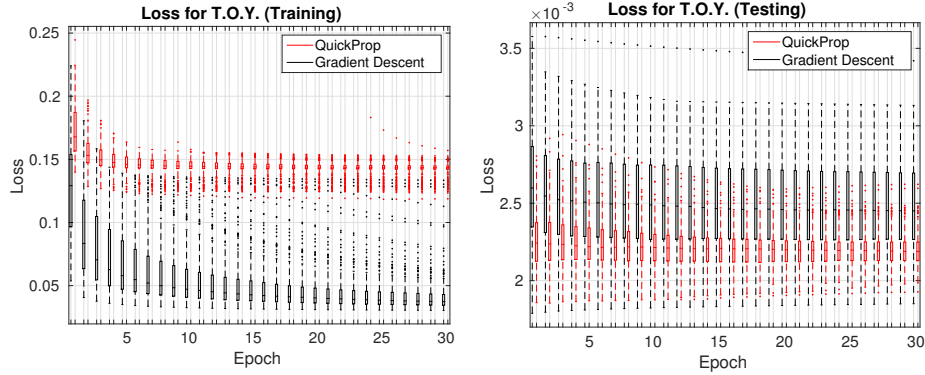 Loss for T.O.Y. (Training)
0.25
0.2
0.15
0.1
0.05
Loss
5
10
15
20
25
30
Epoch
QuickProp
Gradient Descent
×10⁻³
Loss for T.O.Y. (Testing)
3.5
3
2.5
2
Loss
5
10
15
20
25
30
Epoch
QuickProp
Gradient Descent